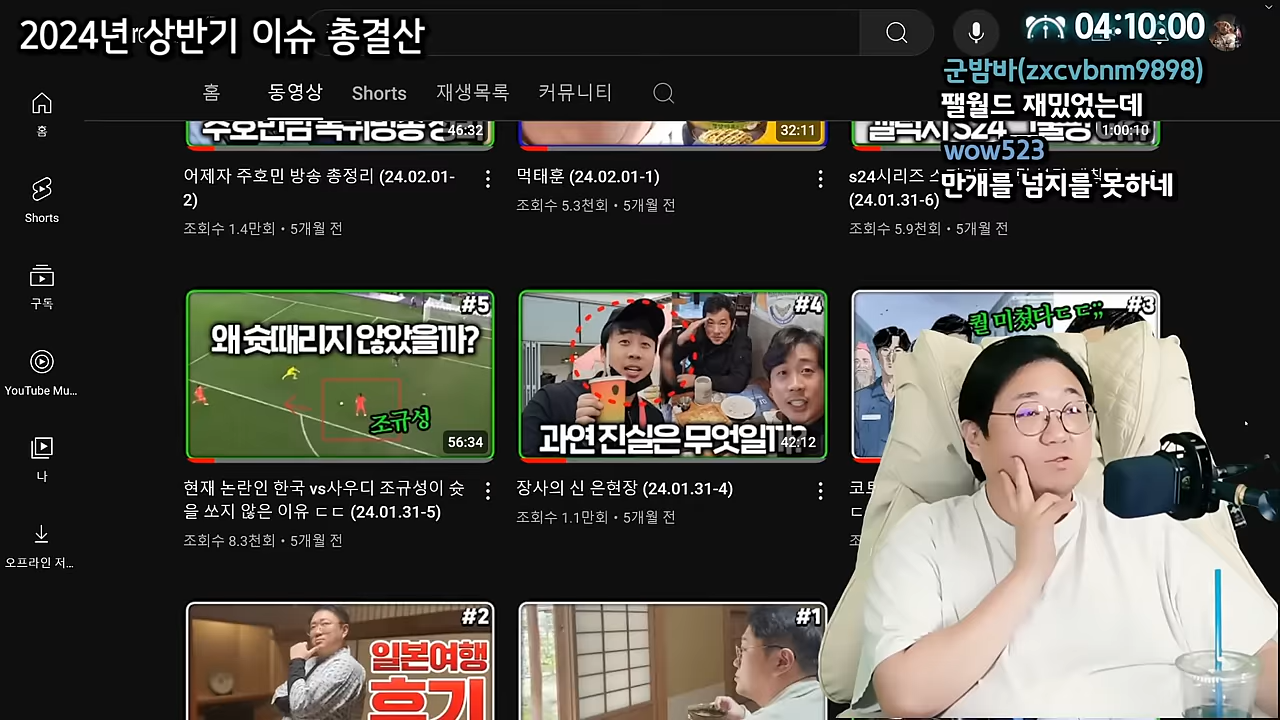 2024년 상반기 이슈 총결산
04:10:00
군밤바(zxcvbnm9898)
팰월드 재밌었는데
wow523
만개를 넘지를 못하네
홈
동영상
Shorts
재생목록
커뮤니티
홈
Shorts
구독
YouTube Mu...
나
오프라인 저...
46:32
32:11
1:00:10
어제자 주호민 방송 총정리 (24.02.01-
2)
조회수 1.4만회 • 5개월 전
먹태훈 (24.02.01-1)
조회수 5.3천회 • 5개월 전
s24시리즈
(24.01.31-6)
조회수 5.9천회 • 5개월 전
#5
왜 슛때리지 않았을까?
조규성
56:34
현재 논란인 한국 vs사우디 조규성이 슛
을 쏘지 않은 이유 ㄷㄷ (24.01.31-5)
조회수 8.3천회 • 5개월 전
#4
과연 진실은 무엇일까?
42:12
장사의 신 은현장 (24.01.31-4)
조회수 1.1만회 • 5개월 전
#3
퀄 미쳤다ㄷㄷ;;
#2
일본여행
후기
#1